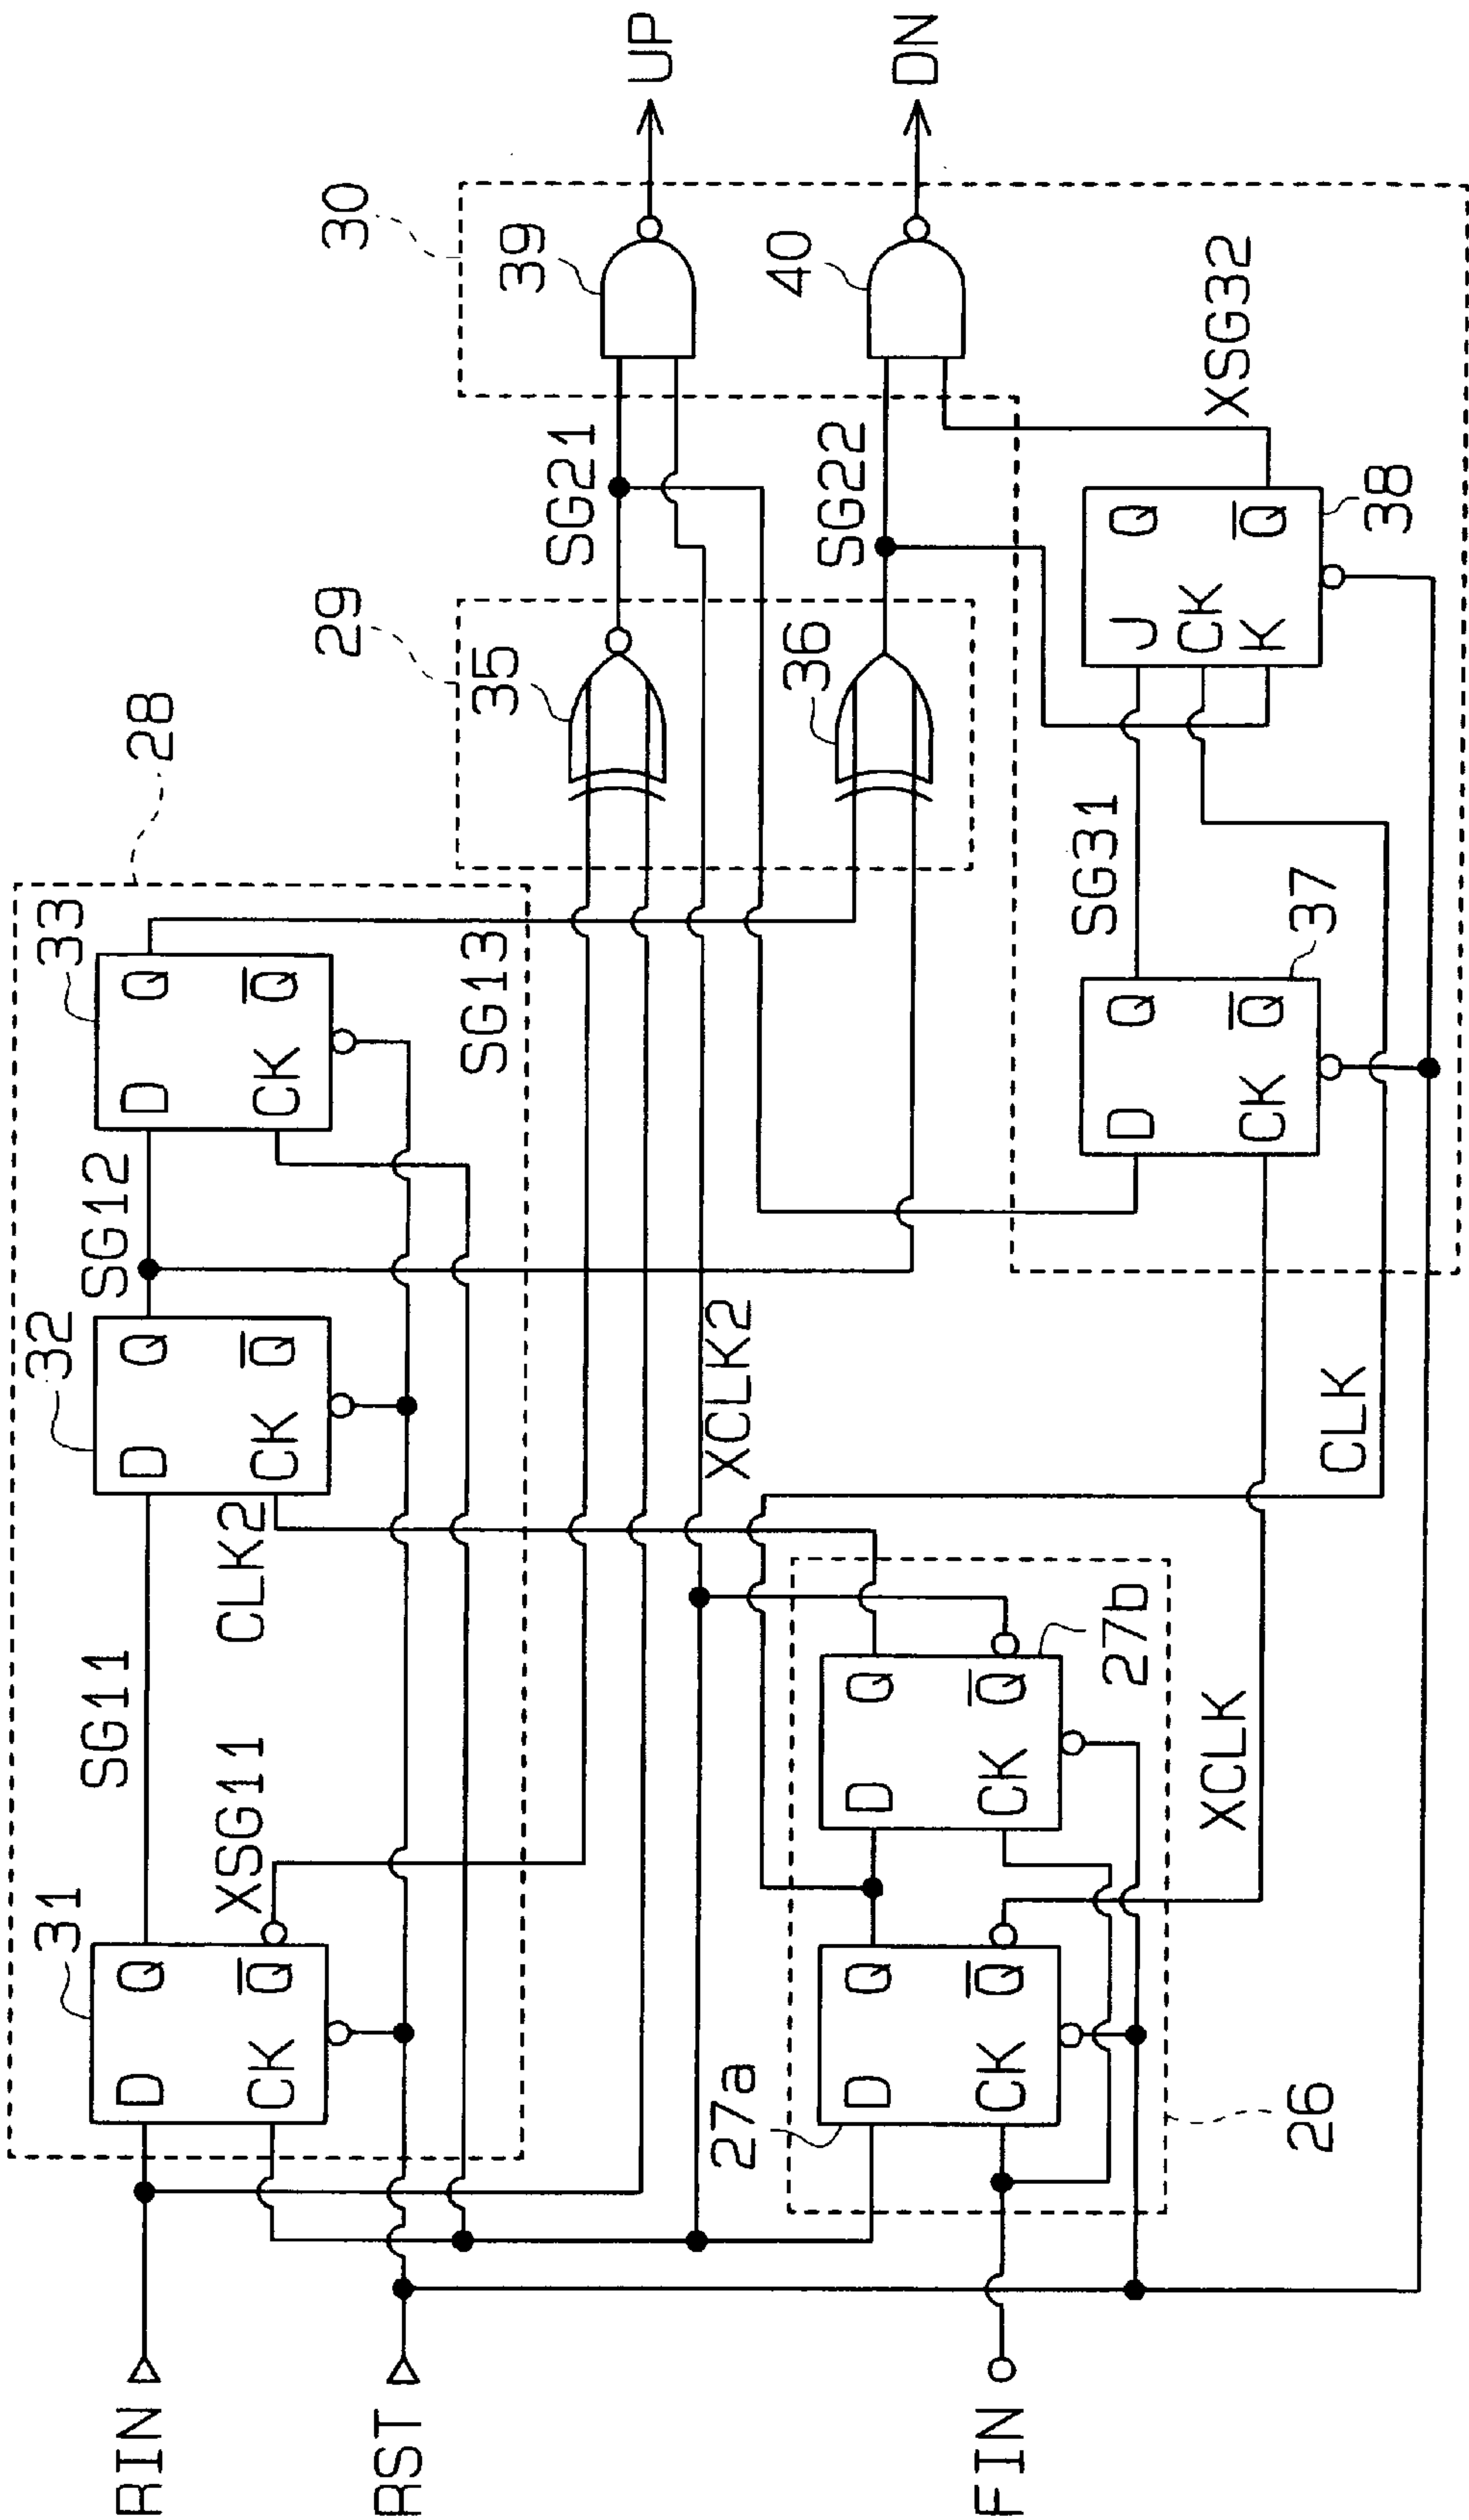 28
31
SG11
32
SG12
33
D Q
D Q
D Q
CK Q̅
CK Q̅
CK Q̅
XSG11
CLK2
RIN
RST
SG13
29
30
35
SG21
39
UP
XCLK2
27a
36
SG22
40
DN
D Q
D Q
CK Q̅
CK Q̅
FIN
27b
26
XCLK
CLK
SG31
D Q
CK Q̅
37
J Q
CK
K Q̅
38
XSG32